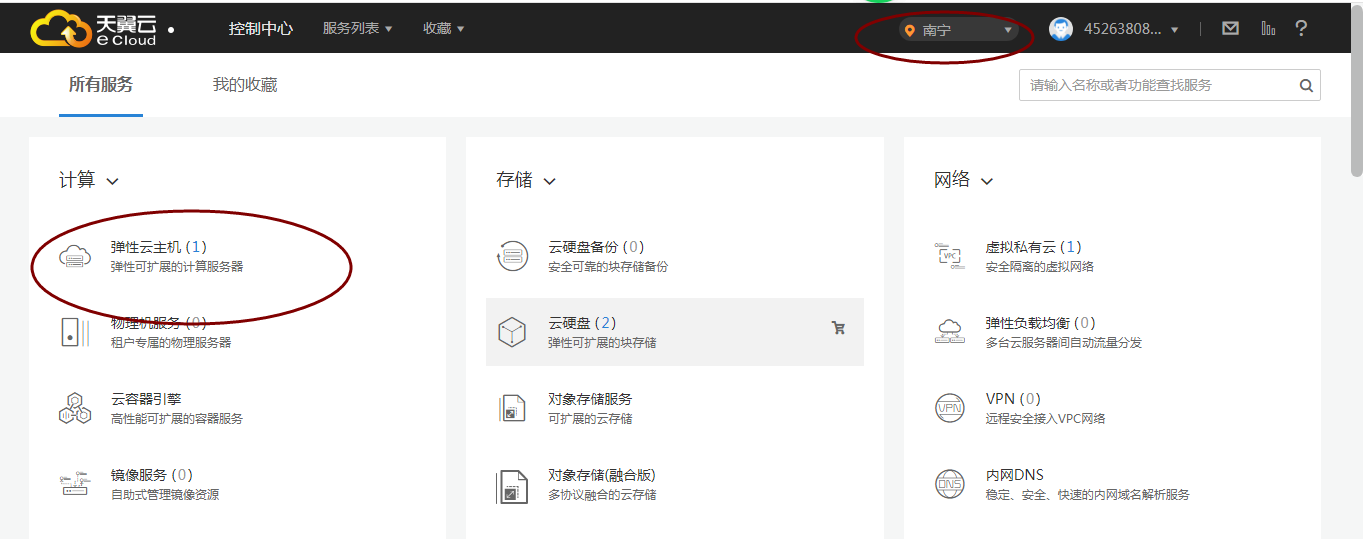 天翼云
e Cloud
控制中心
服务列表
收藏
南宁
45263808...
所有服务
我的收藏
请输入名称或者功能查找服务
计算
弹性云主机 (1)
弹性可扩展的计算服务器
物理机服务 (0)
租户专属的物理服务器
云容器引擎
高性能可扩展的容器服务
镜像服务 (0)
自助式管理镜像资源
存储
云硬盘备份 (0)
安全可靠的块存储备份
云硬盘 (2)
弹性可扩展的块存储
对象存储服务
可扩展的云存储
对象存储(融合版)
多协议融合的云存储
网络
VPC
虚拟私有云 (1)
安全隔离的虚拟网络
弹性负载均衡 (0)
多台云服务器间自动流量分发
VPN
VPN (0)
远程安全接入VPC网络
DNS
内网DNS
稳定、安全、快速的内网域名解析服务